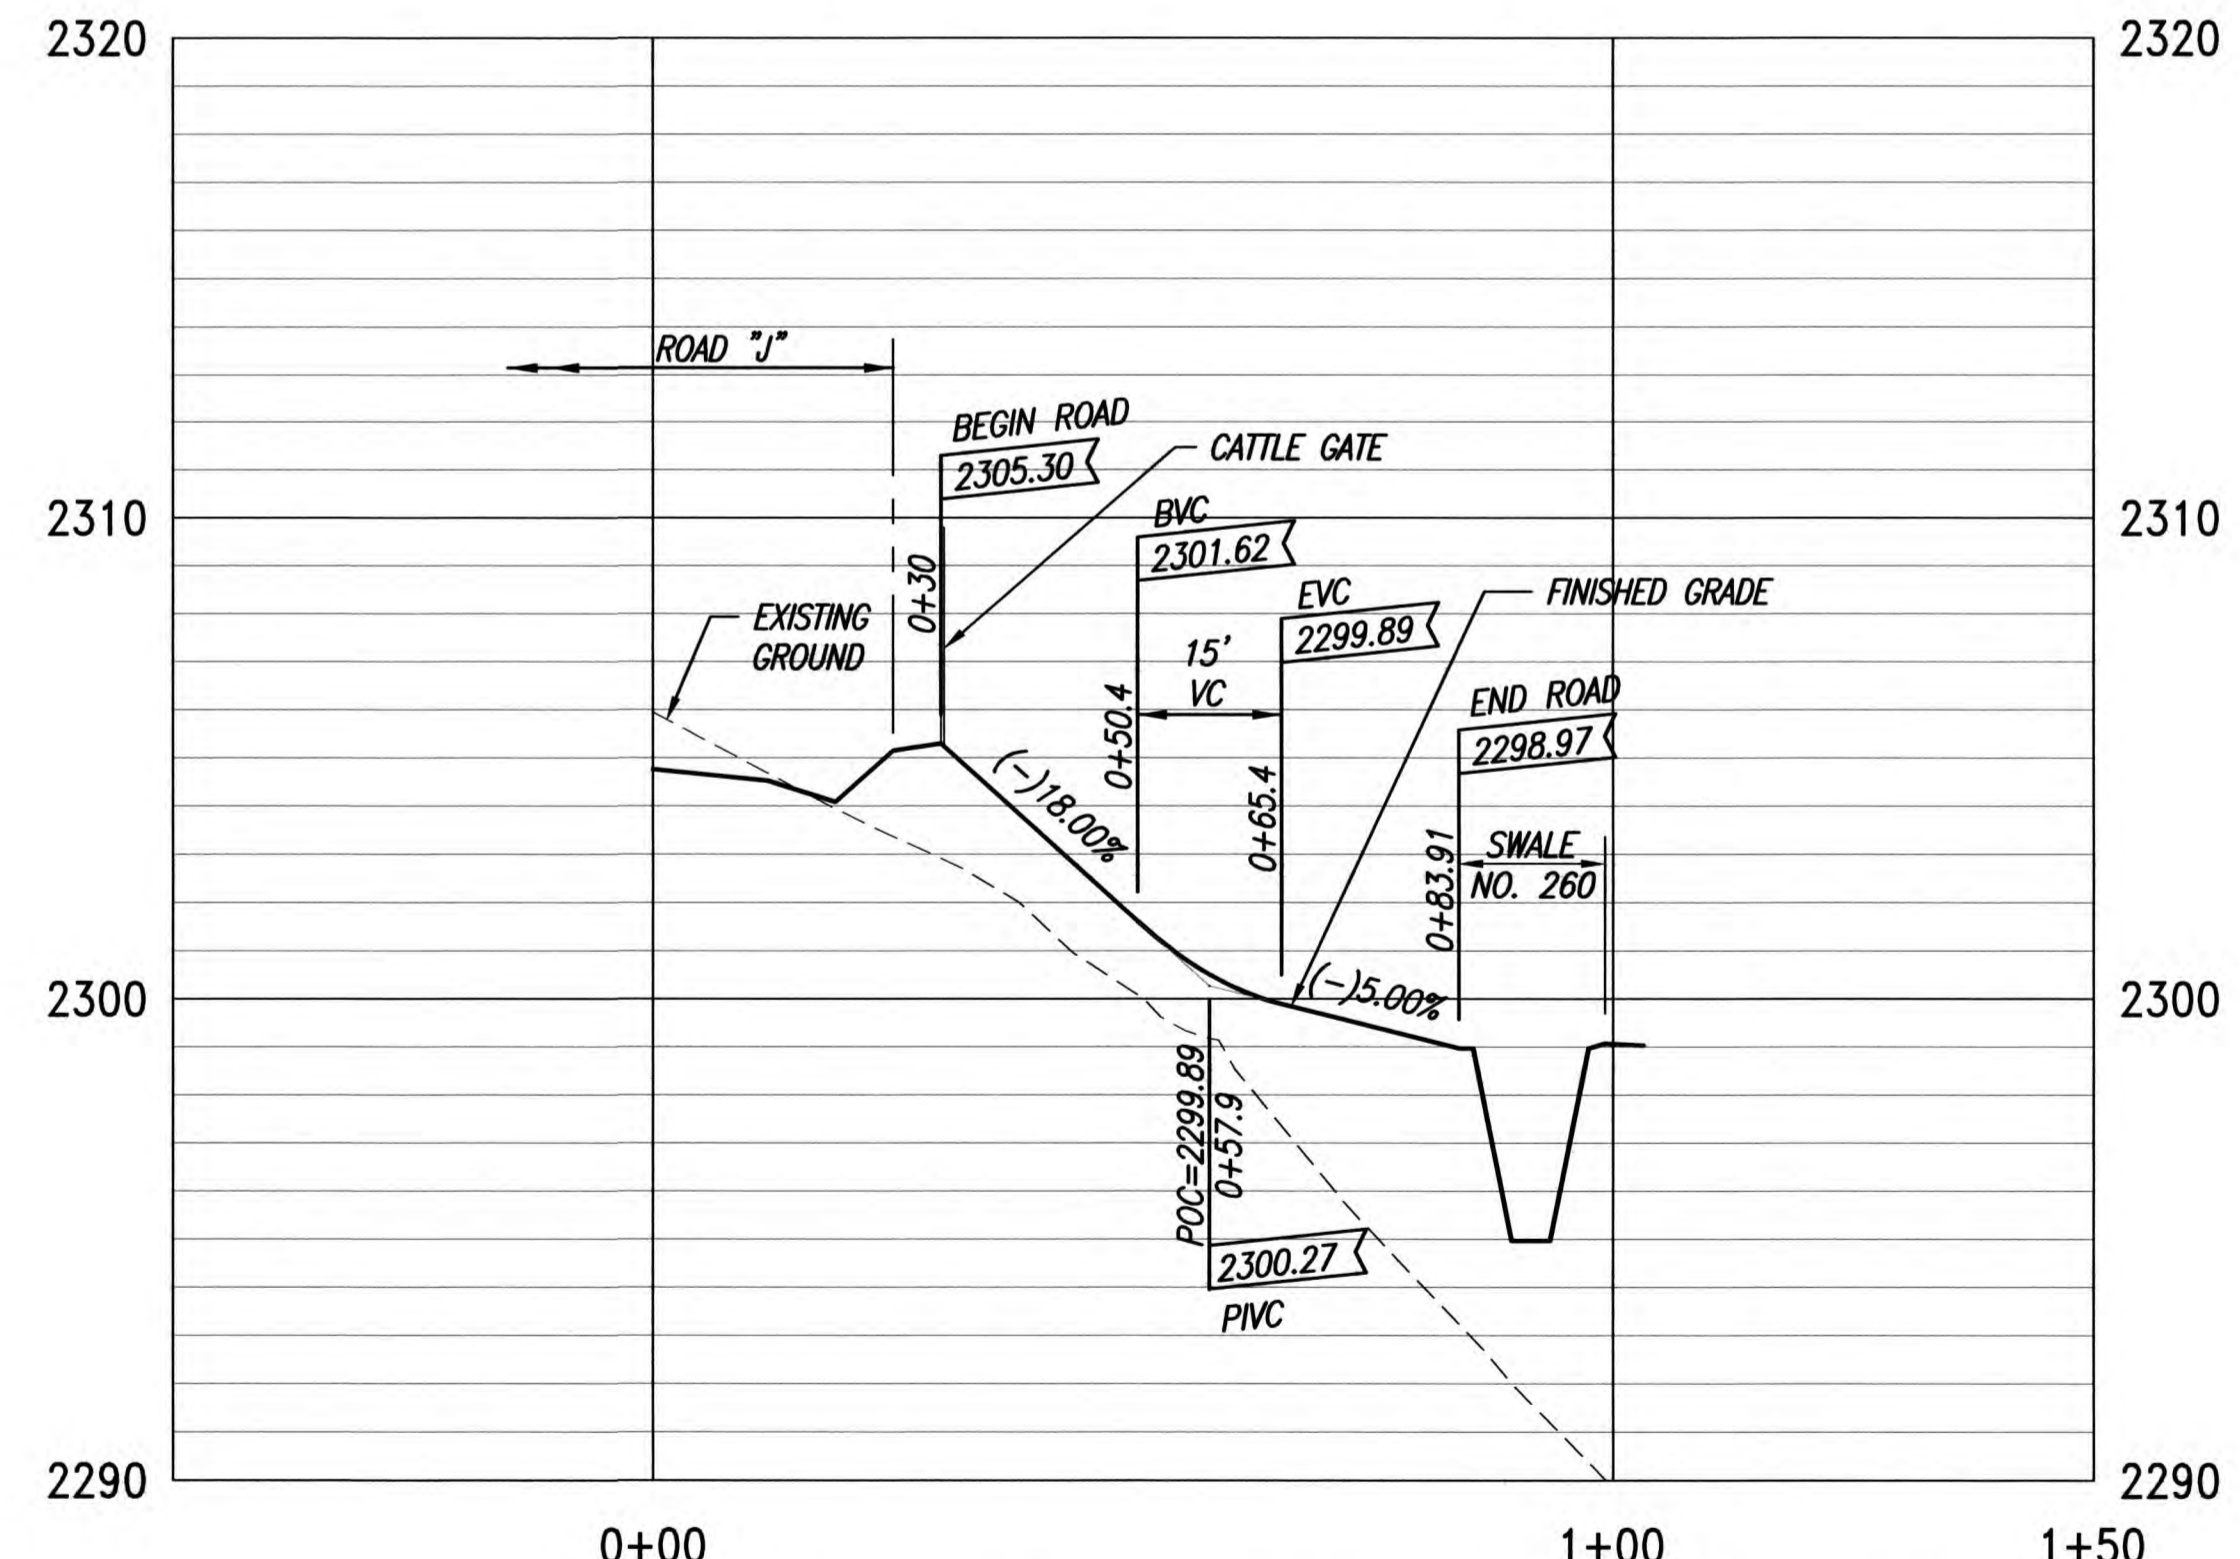 2320
2320
ROAD "J"
BEGIN ROAD
2305.30
CATTLE GATE
2310
2310
BVC
2301.62
0+30
EVC
2299.89
FINISHED GRADE
EXISTING
GROUND
15'
VC
0+50.4
END ROAD
2298.97
(-)18.00%
0+65.4
0+83.91
SWALE
NO. 260
2300
2300
(-)5.00%
POC=2299.89
0+57.9
2300.27
PIVC
2290
2290
0+00
1+00
1+50